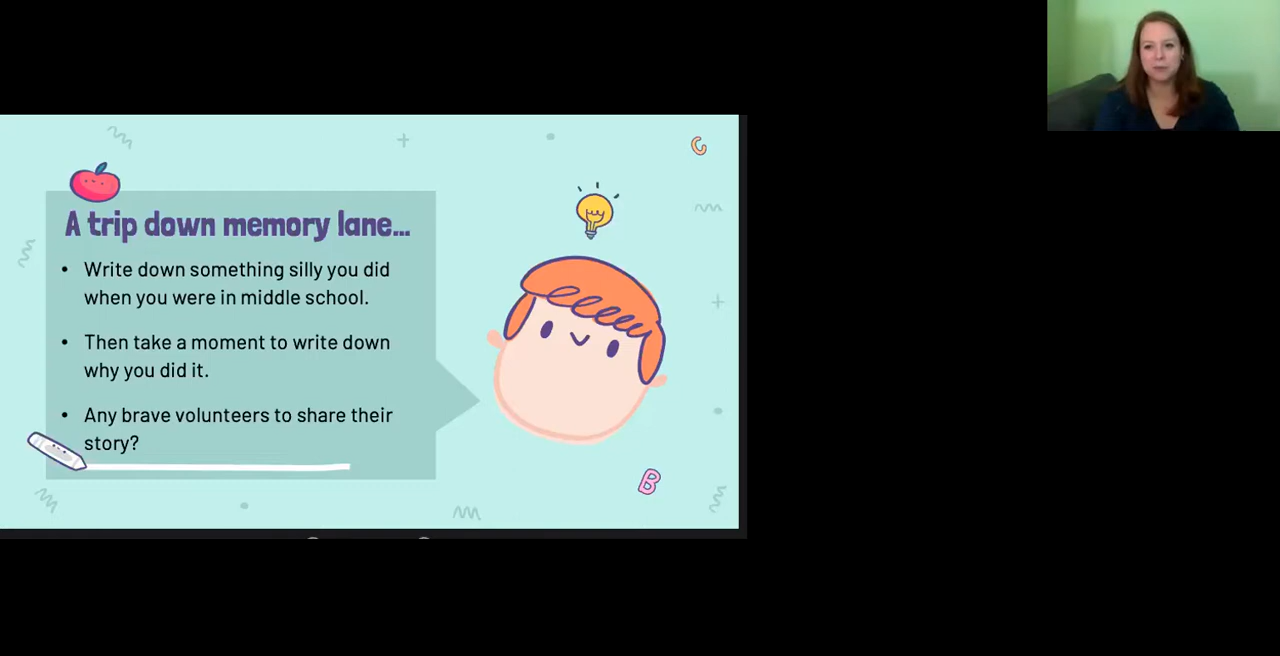 A trip down memory lane...
• Write down something silly you did
when you were in middle school.
• Then take a moment to write down
why you did it.
• Any brave volunteers to share their
story?
C
B